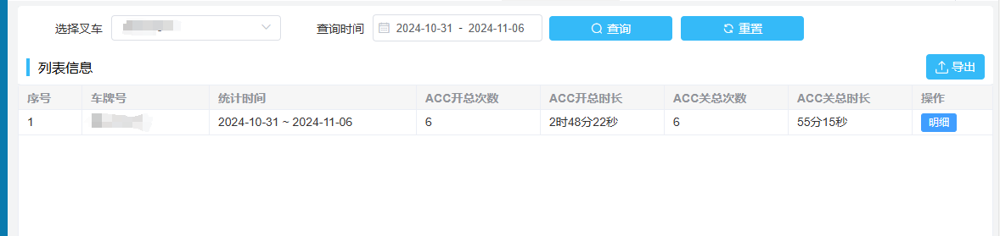 选择叉车 查询时间 2024-10-31 - 2024-11-06 查询 重置
列表信息 导出
序号 车牌号 统计时间 ACC开总次数 ACC开总时长 ACC关总次数 ACC关总时长 操作
1 2024-10-31 ~ 2024-11-06 6 2时48分22秒 6 55分15秒 明细